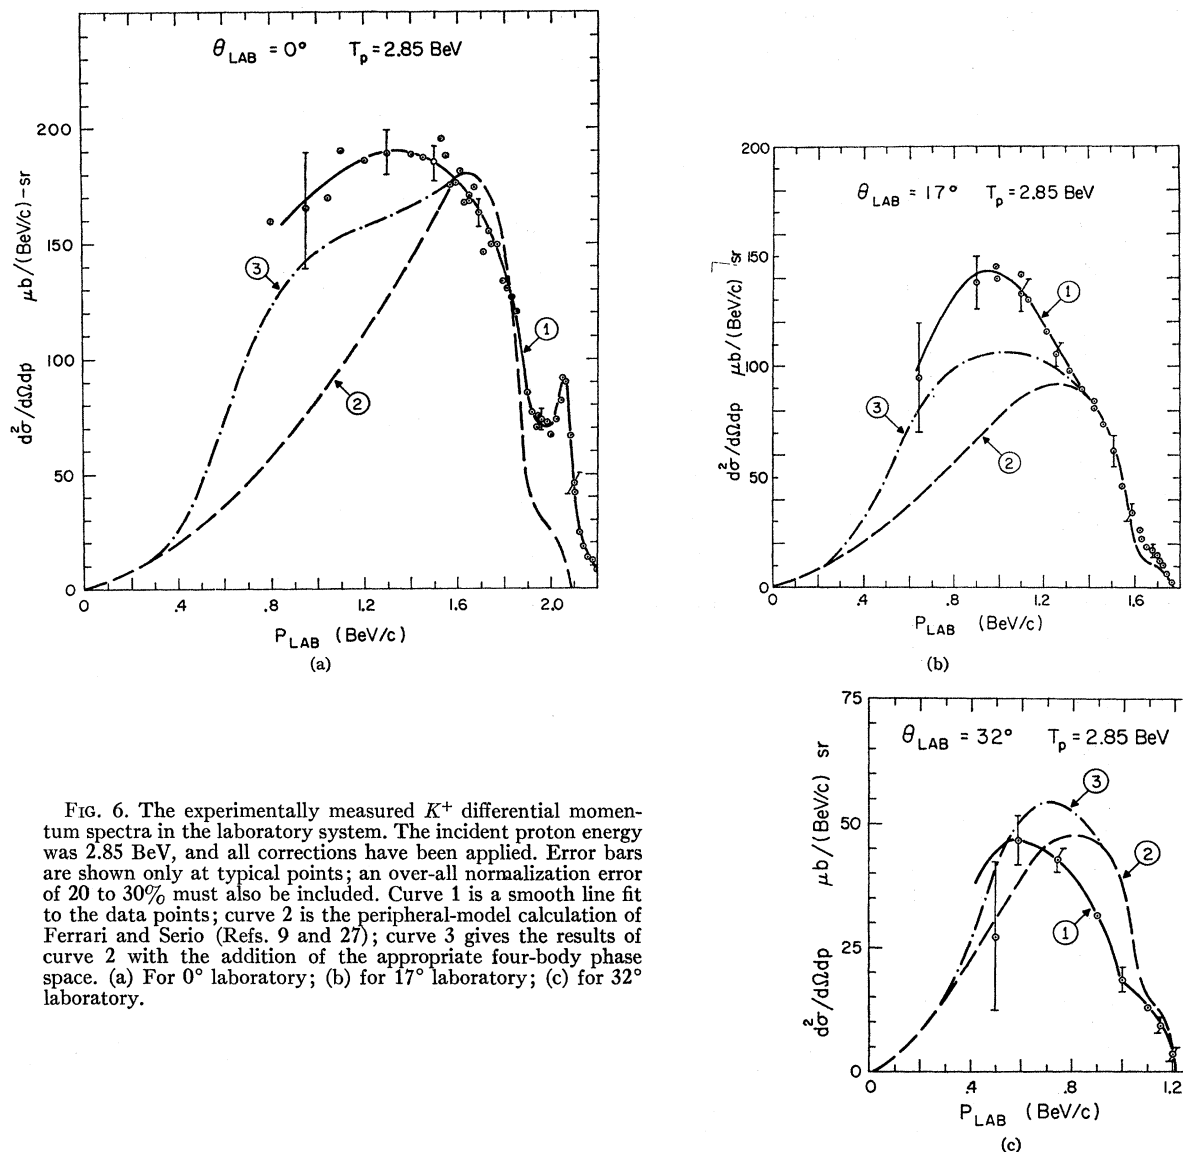 θ LAB = 0° T p = 2.85 BeV
d²σ/dΩdp μb/(BeV/c)-sr
200
150
100
50
0
3
2
1
0 .4 .8 1.2 1.6 2.0
P LAB (BeV/c)
(a)
θ LAB = 17° T p = 2.85 BeV
d²σ/dΩdp μb/(BeV/c) sr
200
150
100
50
0
1
3
2
0 .4 .8 1.2 1.6
P LAB (BeV/c)
(b)
θ LAB = 32° T p = 2.85 BeV
d²σ/dΩdp μb/(BeV/c) sr
75
50
25
0
3
2
1
0 .4 .8 1.2
P LAB (BeV/c)
(c)
FIG. 6. The experimentally measured K+ differential momen-
tum spectra in the laboratory system. The incident proton energy
was 2.85 BeV, and all corrections have been applied. Error bars
are shown only at typical points; an over-all normalization error
of 20 to 30% must also be included. Curve 1 is a smooth line fit
to the data points; curve 2 is the peripheral-model calculation of
Ferrari and Serio (Refs. 9 and 27); curve 3 gives the results of
curve 2 with the addition of the appropriate four-body phase
space. (a) For 0° laboratory; (b) for 17° laboratory; (c) for 32°
laboratory.